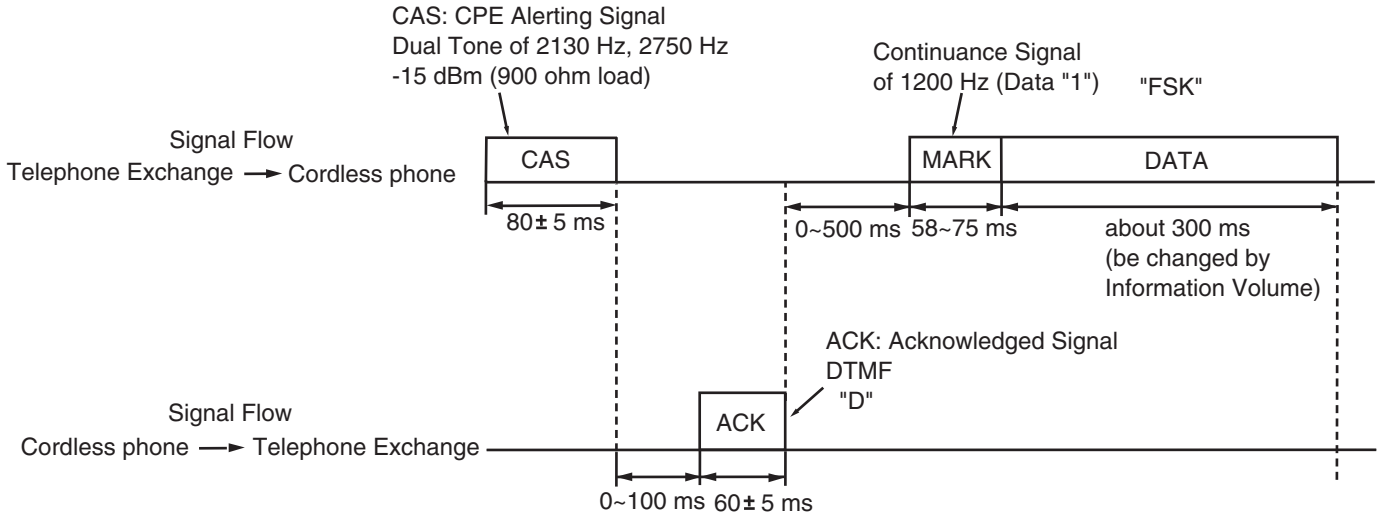 CAS: CPE Alerting Signal
Dual Tone of 2130 Hz, 2750 Hz
-15 dBm (900 ohm load)
Continuance Signal
of 1200 Hz (Data "1")
"FSK"
Signal Flow
Telephone Exchange → Cordless phone
CAS
MARK
DATA
80± 5 ms
0~500 ms
58~75 ms
about 300 ms
(be changed by
Information Volume)
ACK: Acknowledged Signal
DTMF
"D"
Signal Flow
Cordless phone → Telephone Exchange
ACK
0~100 ms
60± 5 ms